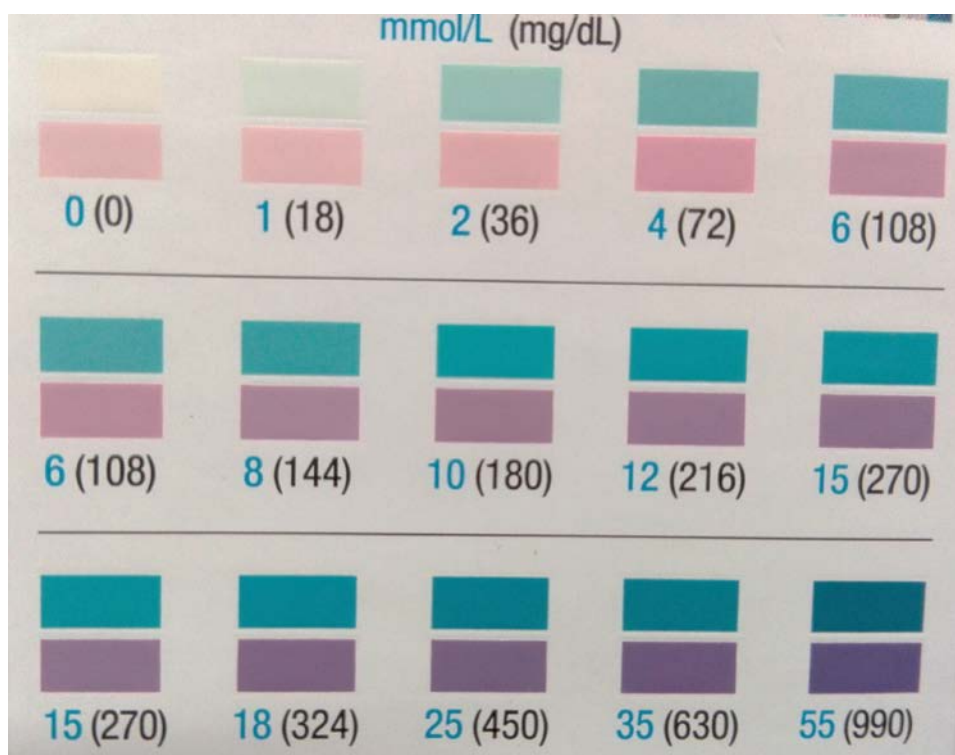 mmol/L (mg/dL)
0 (0) 1 (18) 2 (36) 4 (72) 6 (108)
6 (108) 8 (144) 10 (180) 12 (216) 15 (270)
15 (270) 18 (324) 25 (450) 35 (630) 55 (990)